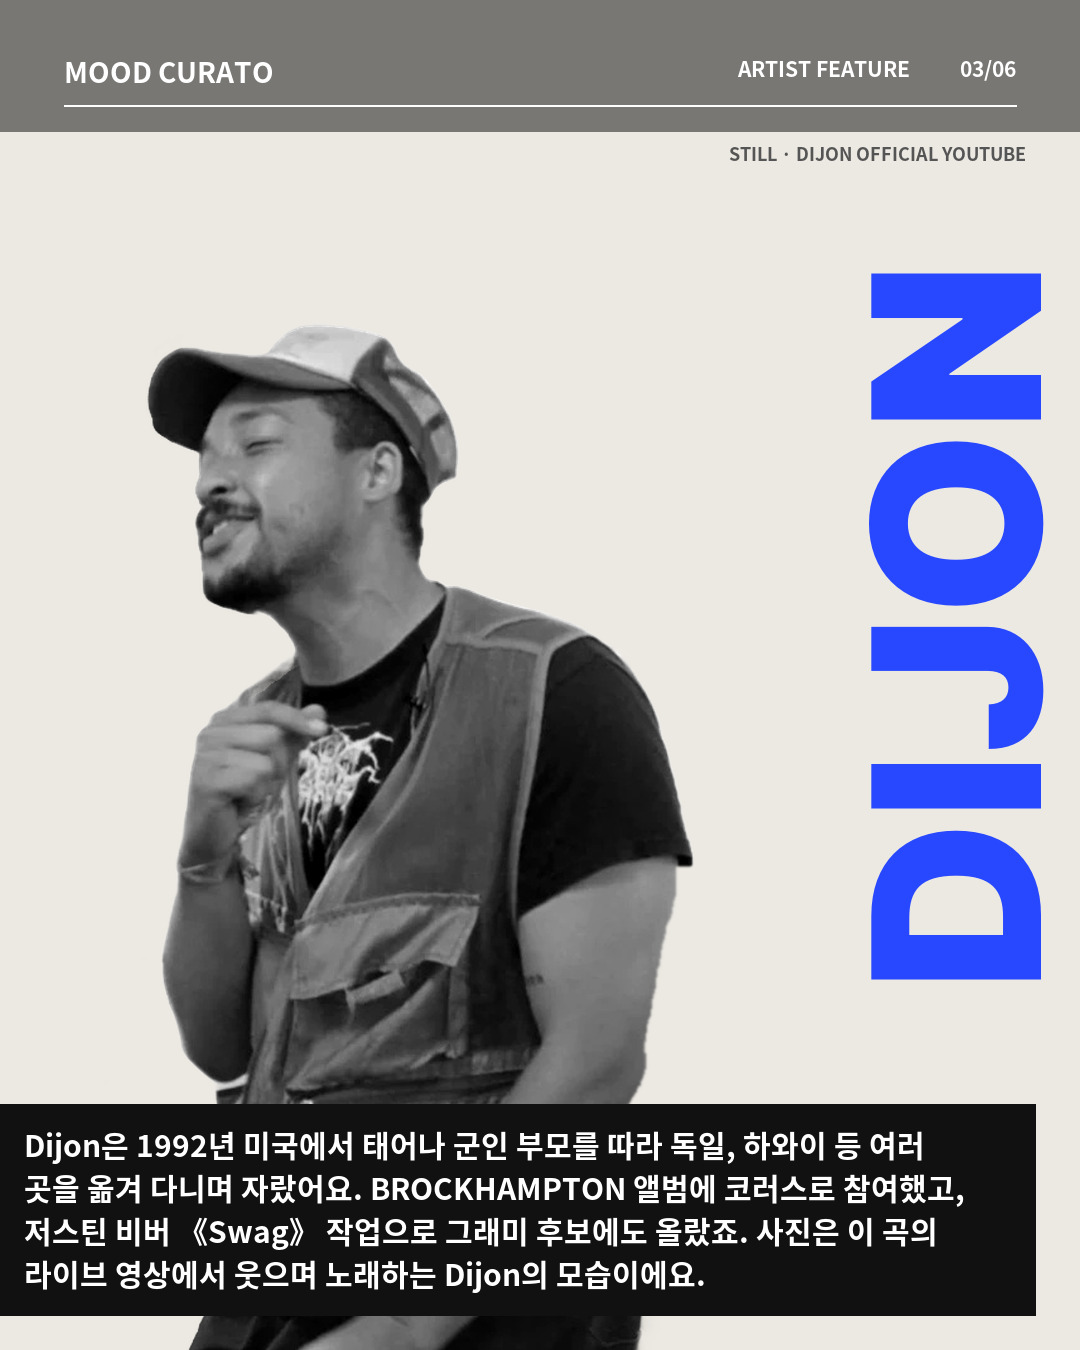 MOOD CURATO
ARTIST FEATURE 03/06
STILL · DIJON OFFICIAL YOUTUBE
DIJON
Dijon은 1992년 미국에서 태어나 군인 부모를 따라 독일, 하와이 등 여러
곳을 옮겨 다니며 자랐어요. BROCKHAMPTON 앨범에 코러스로 참여했고,
저스틴 비버 《Swag》 작업으로 그래미 후보에도 올랐죠. 사진은 이 곡의
라이브 영상에서 웃으며 노래하는 Dijon의 모습이에요.